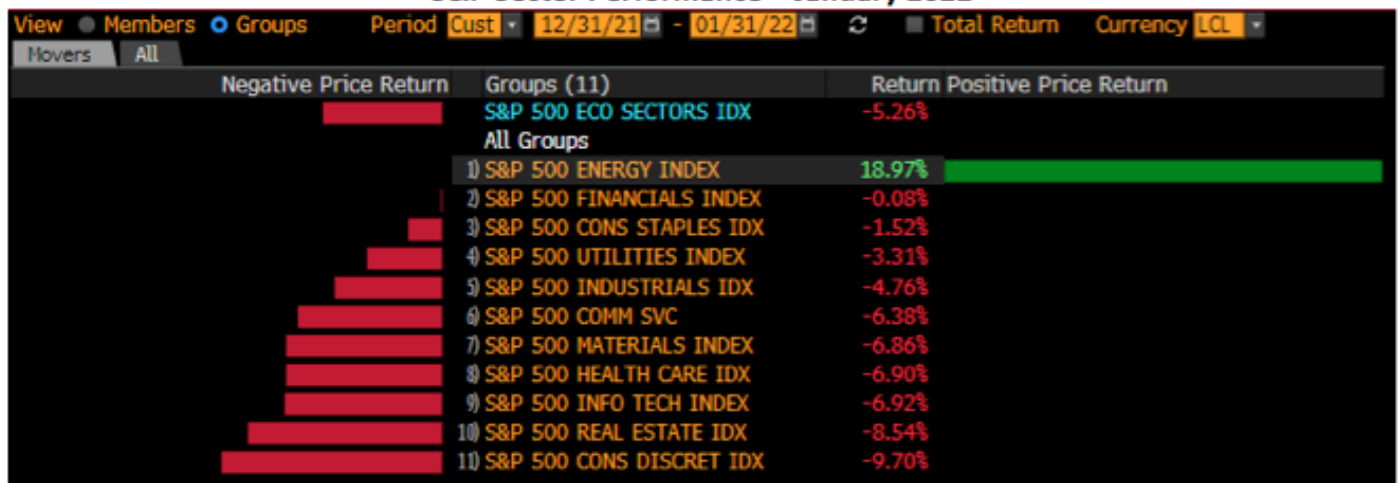 View Members Groups Period Cust 12/31/21 - 01/31/22 Total Return Currency LCL
Movers All
Negative Price Return Groups (11) Return Positive Price Return
S&P 500 ECO SECTORS IDX -5.26%
All Groups
1) S&P 500 ENERGY INDEX 18.97%
2) S&P 500 FINANCIALS INDEX -0.08%
3) S&P 500 CONS STAPLES IDX -1.52%
4) S&P 500 UTILITIES INDEX -3.31%
5) S&P 500 INDUSTRIALS IDX -4.76%
6) S&P 500 COMM SVC -6.38%
7) S&P 500 MATERIALS INDEX -6.86%
8) S&P 500 HEALTH CARE IDX -6.90%
9) S&P 500 INFO TECH INDEX -6.92%
10) S&P 500 REAL ESTATE IDX -8.54%
11) S&P 500 CONS DISCRET IDX -9.70%